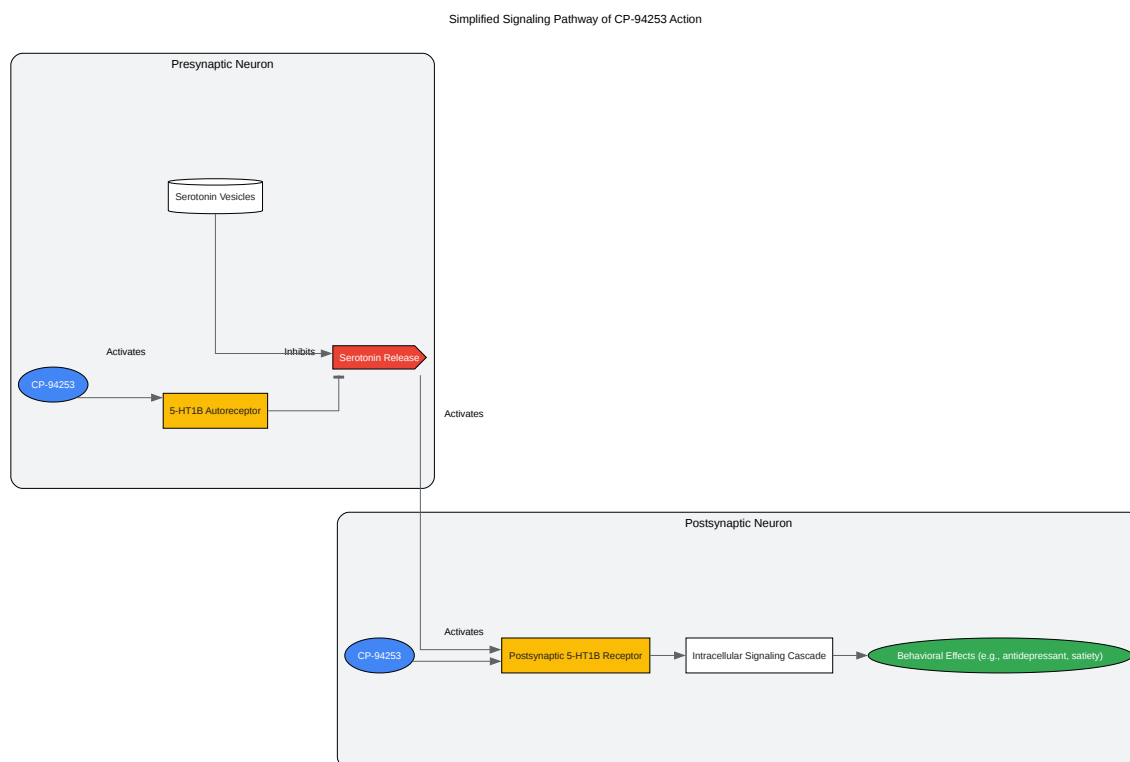 Simplified Signaling Pathway of CP-94253 Action
Presynaptic Neuron
Serotonin Vesicles
Activates
Inhibits
Serotonin Release
CP-94253
5-HT1B Autoreceptor
Activates
Postsynaptic Neuron
Activates
CP-94253
Postsynaptic 5-HT1B Receptor
Intracellular Signaling Cascade
Behavioral Effects (e.g., antidepressant, satiety)